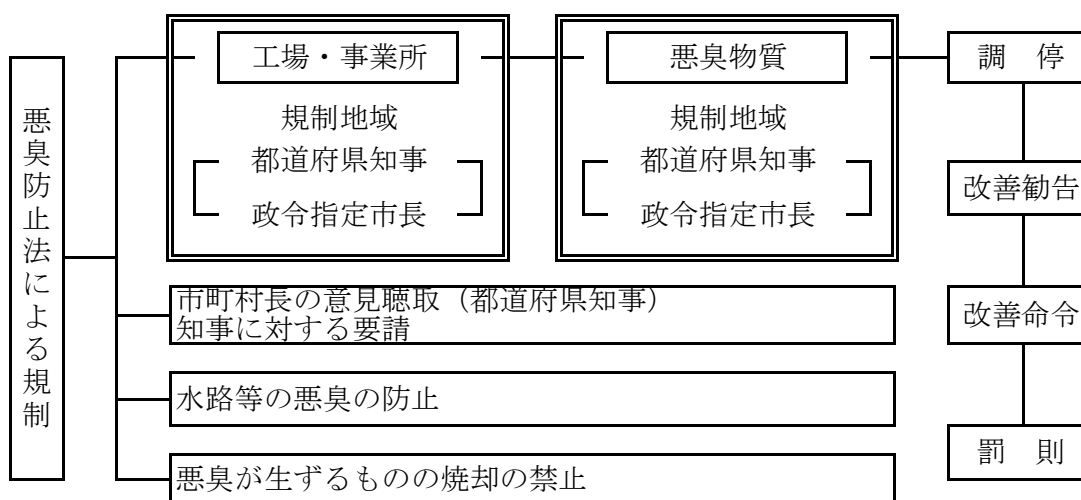 悪臭防止法による規制
工場・事業所
規制地域
都道府県知事
政令指定市長
悪臭物質
規制地域
都道府県知事
政令指定市長
調　停
改善勧告
改善命令
罰　則
市町村長の意見聴取（都道府県知事）
知事に対する要請
水路等の悪臭の防止
悪臭が生ずるものの焼却の禁止